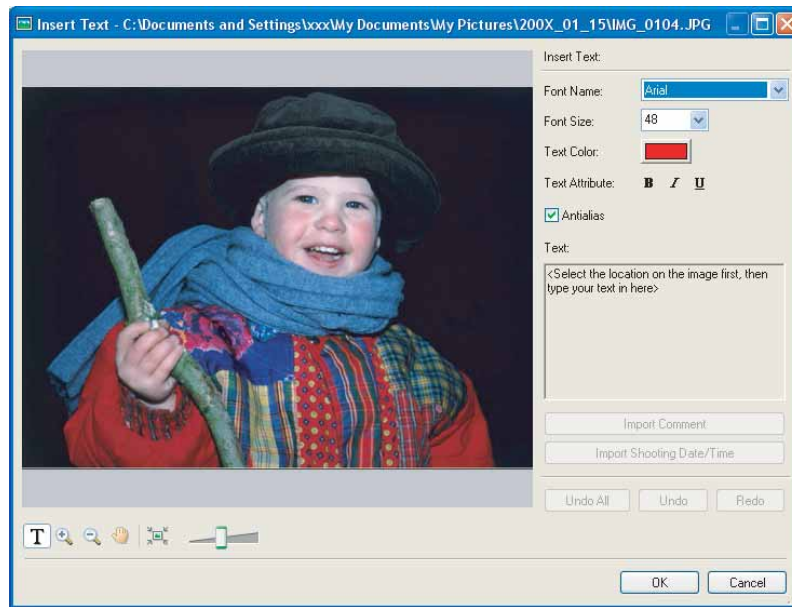 Insert Text - C:\Documents and Settings\xxx\My Documents\My Pictures\200X_01_15\IMG_0104.JPG
Insert Text:
Font Name: Arial
Font Size: 48
Text Color:
Text Attribute: B I U
Antialias
Text:
<Select the location on the image first, then
type your text in here>
Import Comment
Import Shooting Date/Time
Undo All Undo Redo
T
OK Cancel